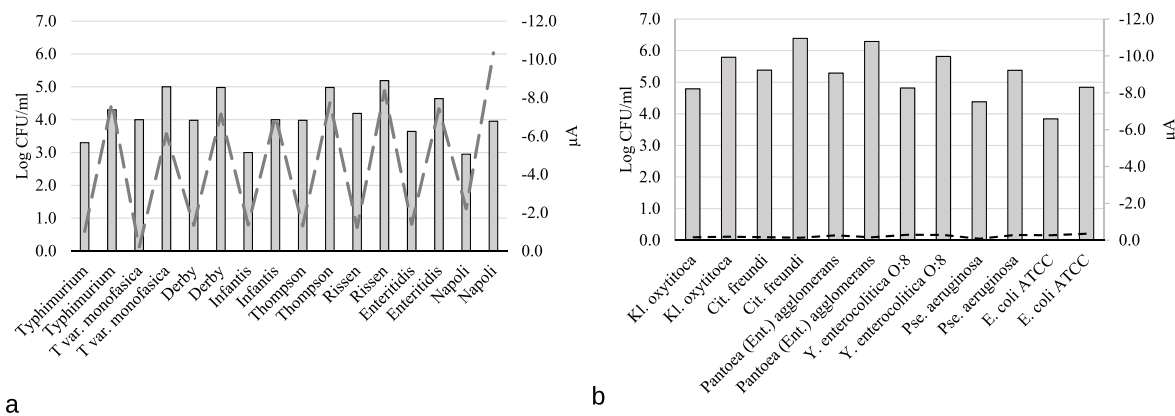 7.0
6.0
5.0
4.0
3.0
2.0
1.0
0.0
Log CFU/ml
-12.0
-10.0
-8.0
-6.0
-4.0
-2.0
0.0
µA
Typhimurium
Typhimurium
T var. monofasica
T var. monofasica
Derby
Derby
Infantis
Infantis
Thompson
Thompson
Rissen
Rissen
Enteritidis
Enteritidis
Napoli
Napoli
a
7.0
6.0
5.0
4.0
3.0
2.0
1.0
0.0
Log CFU/ml
-12.0
-10.0
-8.0
-6.0
-4.0
-2.0
0.0
µA
Kl. oxytitoca
Kl. oxytitoca
Cit. freundi
Cit. freundi
Pantoea (Ent.) agglomerans
Pantoea (Ent.) agglomerans
Y. enterocolitica O:8
Y. enterocolitica O:8
Pse. aeruginosa
Pse. aeruginosa
E. coli ATCC
E. coli ATCC
b